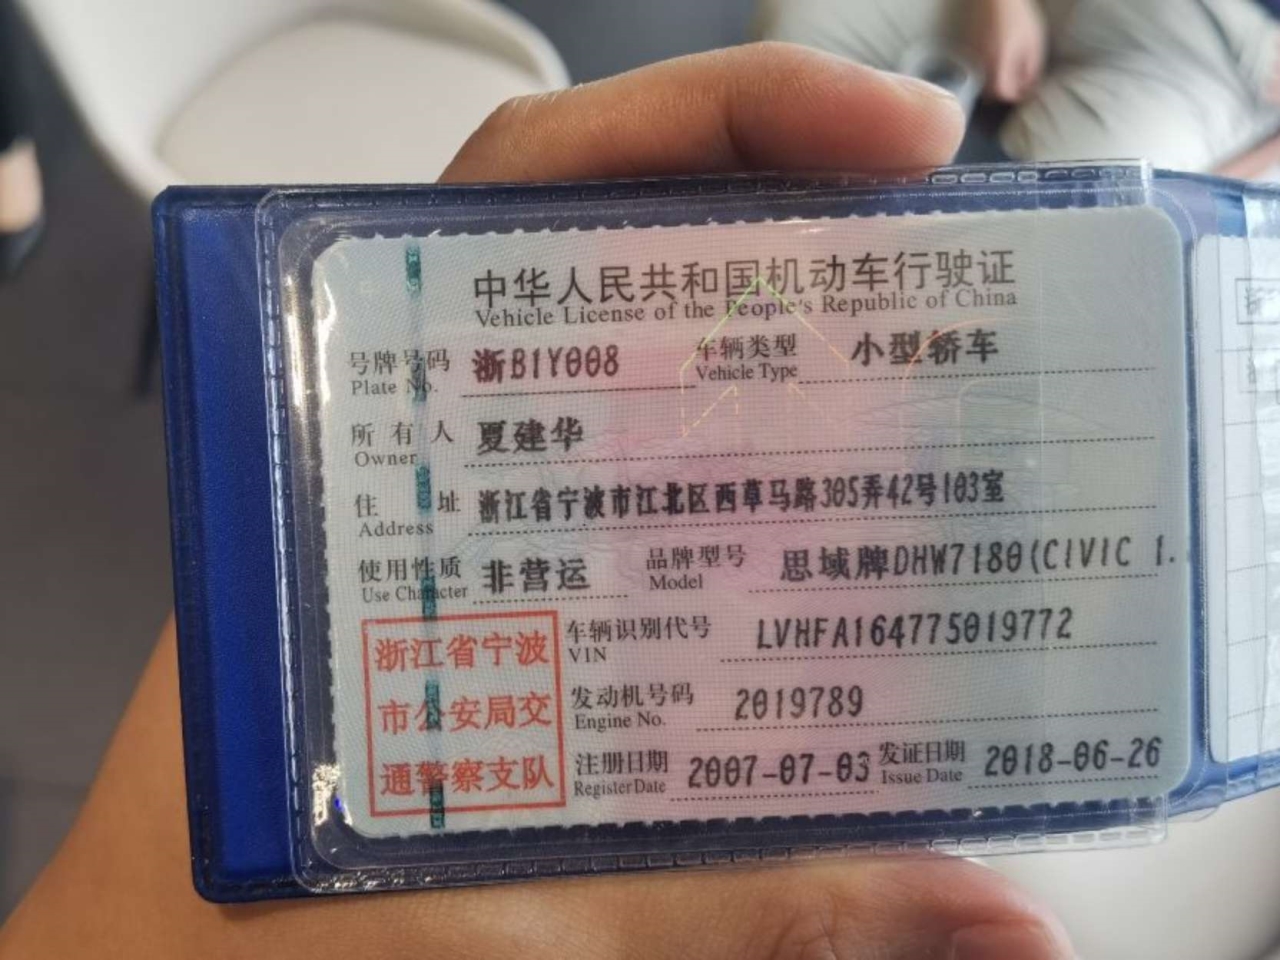 中华人民共和国机动车行驶证
Vehicle License of the People's Republic of China
号牌号码 浙B1Y008 车辆类型 小型轿车
Plate No. Vehicle Type
所有人 夏建华
Owner
住址 浙江省宁波市江北区西草马路305弄42号103室
Address
使用性质 非营运 品牌型号 思域牌DHW7180(CIVIC 1.
Use Character Model
浙江省宁波
市公安局交
通警察支队
车辆识别代号 LVHFA164775019772
VIN
发动机号码 2019789
Engine No.
注册日期 2007-07-03 发证日期 2018-06-26
Register Date Issue Date